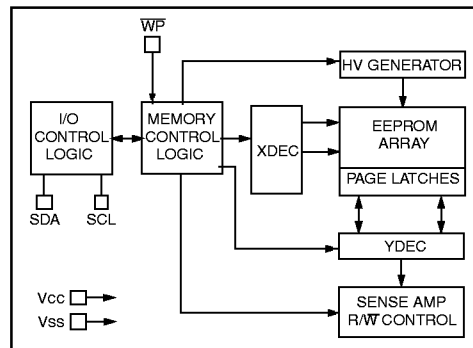 W̅P̅
HV GENERATOR
I/O
CONTROL
LOGIC
MEMORY
CONTROL
LOGIC
XDEC
EEPROM
ARRAY
PAGE LATCHES
SDA
SCL
YDEC
Vcc
Vss
SENSE AMP
R/W̅ CONTROL